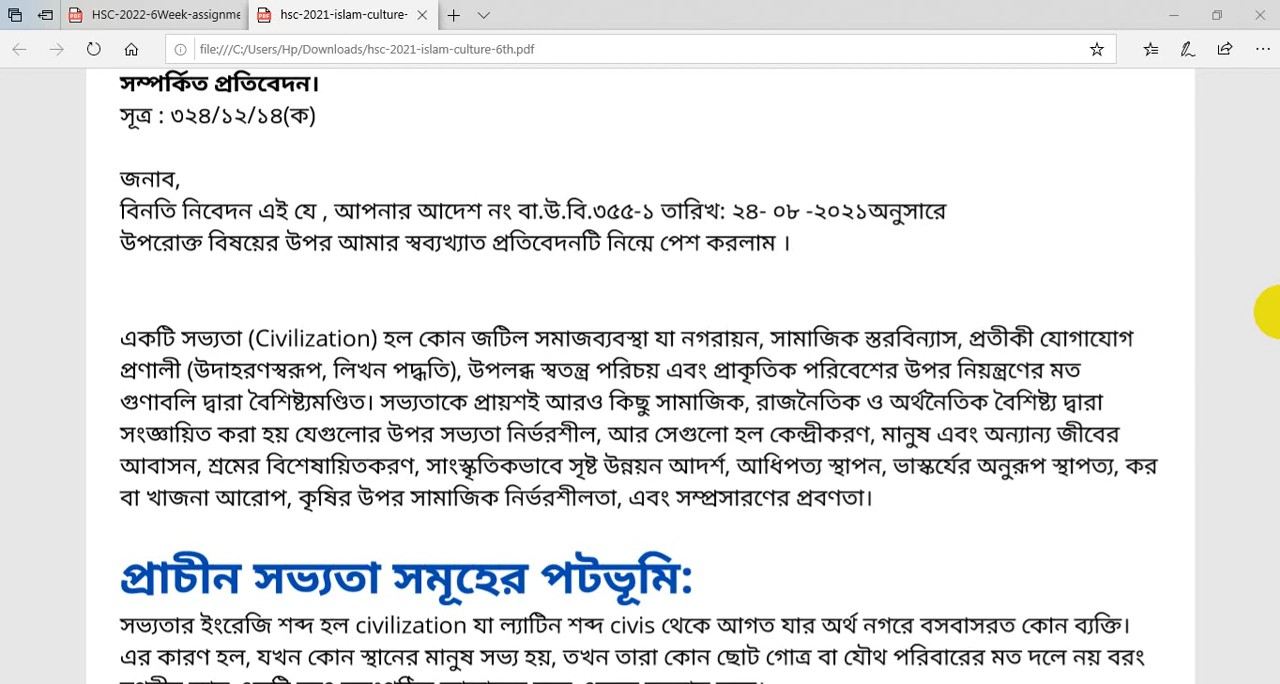 HSC-2022-6Week-assignme
hsc-2021-islam-culture-
file:///C:/Users/Hp/Downloads/hsc-2021-islam-culture-6th.pdf
সম্পর্কিত প্রতিবেদন।
সূত্র : ৩২৪/১২/১৪(ক)
জনাব,
বিনতি নিবেদন এই যে , আপনার আদেশ নং বা.উ.বি.৩৫৫-১ তারিখ: ২৪- ০৮ -২০২১অনুসারে
উপরোক্ত বিষয়ের উপর আমার স্বব্যখ্যাত প্রতিবেদনটি নিন্মে পেশ করলাম ।
একটি সভ্যতা (Civilization) হল কোন জটিল সমাজব্যবস্থা যা নগরায়ন, সামাজিক স্তরবিন্যাস, প্রতীকী যোগাযোগ
প্রণালী (উদাহরণস্বরূপ, লিখন পদ্ধতি), উপলব্ধ স্বতন্ত্র পরিচয় এবং প্রাকৃতিক পরিবেশের উপর নিয়ন্ত্রণের মত
গুণাবলি দ্বারা বৈশিষ্ট্যমণ্ডিত। সভ্যতাকে প্রায়শই আরও কিছু সামাজিক, রাজনৈতিক ও অর্থনৈতিক বৈশিষ্ট্য দ্বারা
সংজ্ঞায়িত করা হয় যেগুলোর উপর সভ্যতা নির্ভরশীল, আর সেগুলো হল কেন্দ্রীকরণ, মানুষ এবং অন্যান্য জীবের
আবাসন, শ্রমের বিশেষায়িতকরণ, সাংস্কৃতিকভাবে সৃষ্ট উন্নয়ন আদর্শ, আধিপত্য স্থাপন, ভাস্কর্যের অনুরূপ স্থাপত্য, কর
বা খাজনা আরোপ, কৃষির উপর সামাজিক নির্ভরশীলতা, এবং সম্প্রসারণের প্রবণতা।
প্রাচীন সভ্যতা সমূহের পটভূমি:
সভ্যতার ইংরেজি শব্দ হল civilization যা ল্যাটিন শব্দ civis থেকে আগত যার অর্থ নগরে বসবাসরত কোন ব্যক্তি।
এর কারণ হল, যখন কোন স্থানের মানুষ সভ্য হয়, তখন তারা কোন ছোট গোত্র বা যৌথ পরিবারের মত দলে নয় বরং